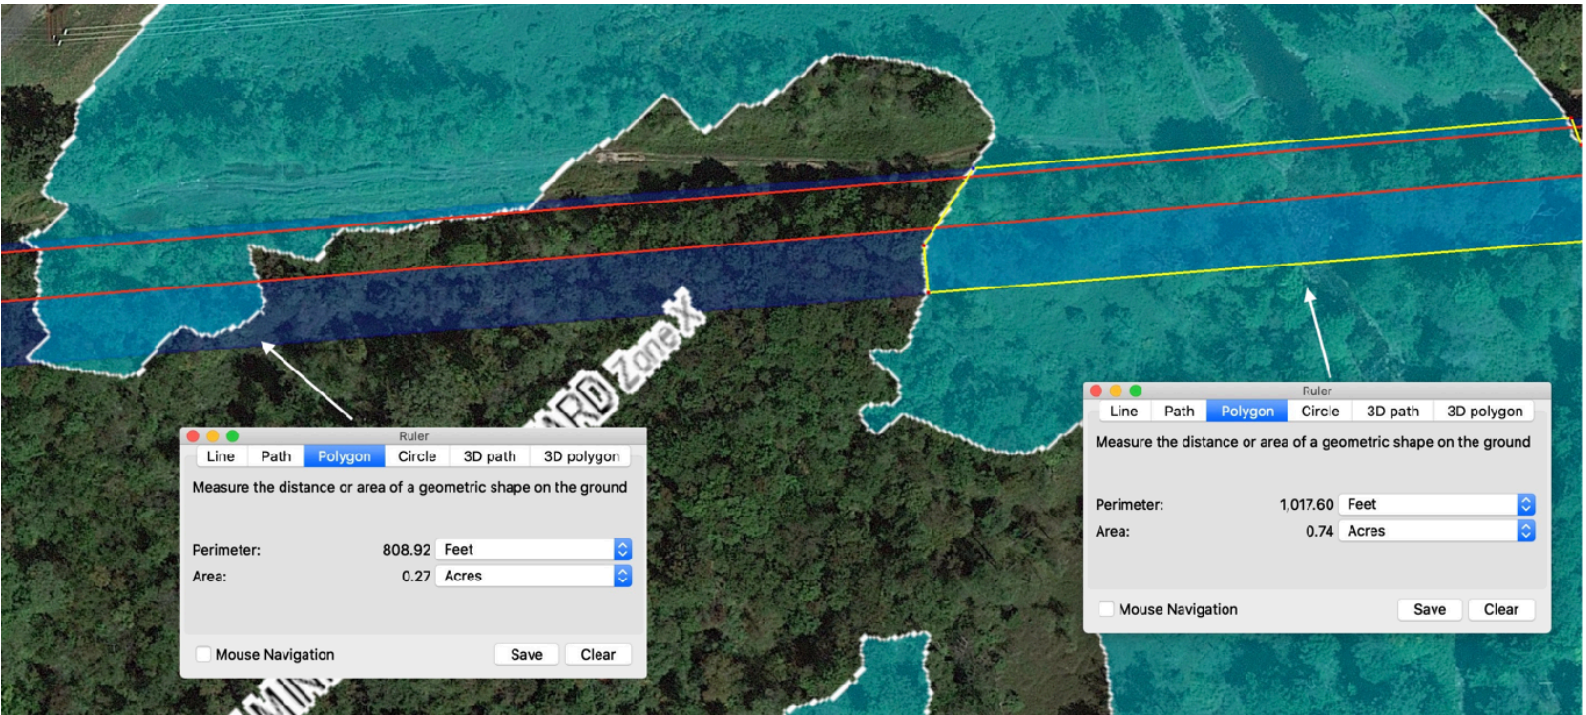 MIN
ARD Zone X
Ruler
Line Path Polygon Circle 3D path 3D polygon
Measure the distance or area of a geometric shape on the ground
Perimeter: 808.92 Feet
Area: 0.27 Acres
Mouse Navigation Save Clear
Ruler
Line Path Polygon Circle 3D path 3D polygon
Measure the distance or area of a geometric shape on the ground
Perimeter: 1,017.60 Feet
Area: 0.74 Acres
Mouse Navigation Save Clear